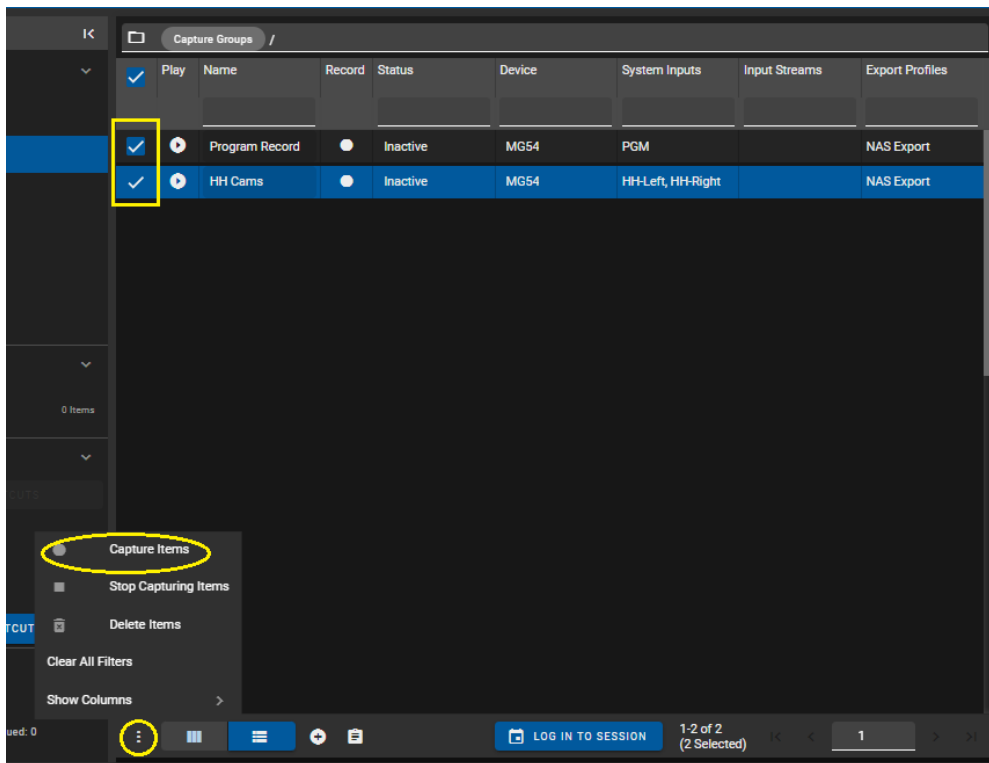 Capture Groups /
Play Name Record Status Device System Inputs Input Streams Export Profiles
Program Record Inactive MG54 PGM NAS Export
HH Cams Inactive MG54 HH-Left, HH-Right NAS Export
0 Items
CUTS
Capture Items
Stop Capturing Items
TCUT
Delete Items
Clear All Filters
Show Columns
ued: 0
LOG IN TO SESSION
1-2 of 2
(2 Selected)
1